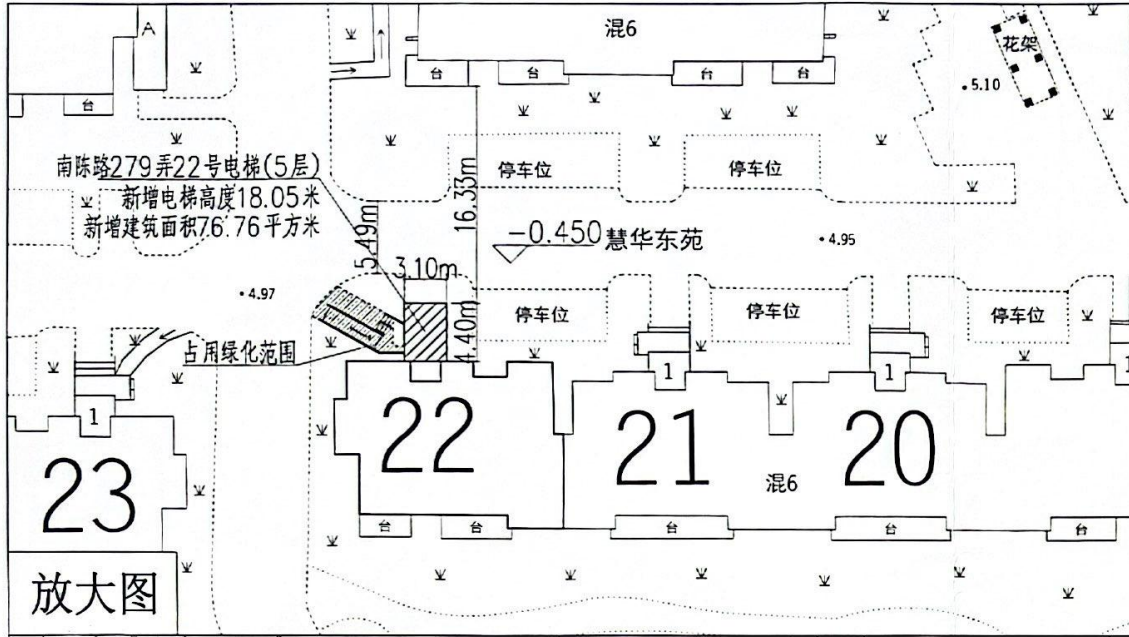 A
混6
花架
台
台
台
台
台
5.10
南陈路279弄22号电梯(5层)
新增电梯高度18.05米
新增建筑面积76.76平方米
停车位
停车位
16.33m
5.49m
-0.450
慧华东苑
4.95
3.10m
4.97
4.40m
停车位
停车位
停车位
占用绿化范围
1
1
1
1
22
21
20
23
混6
台
台
台
台
台
放大图